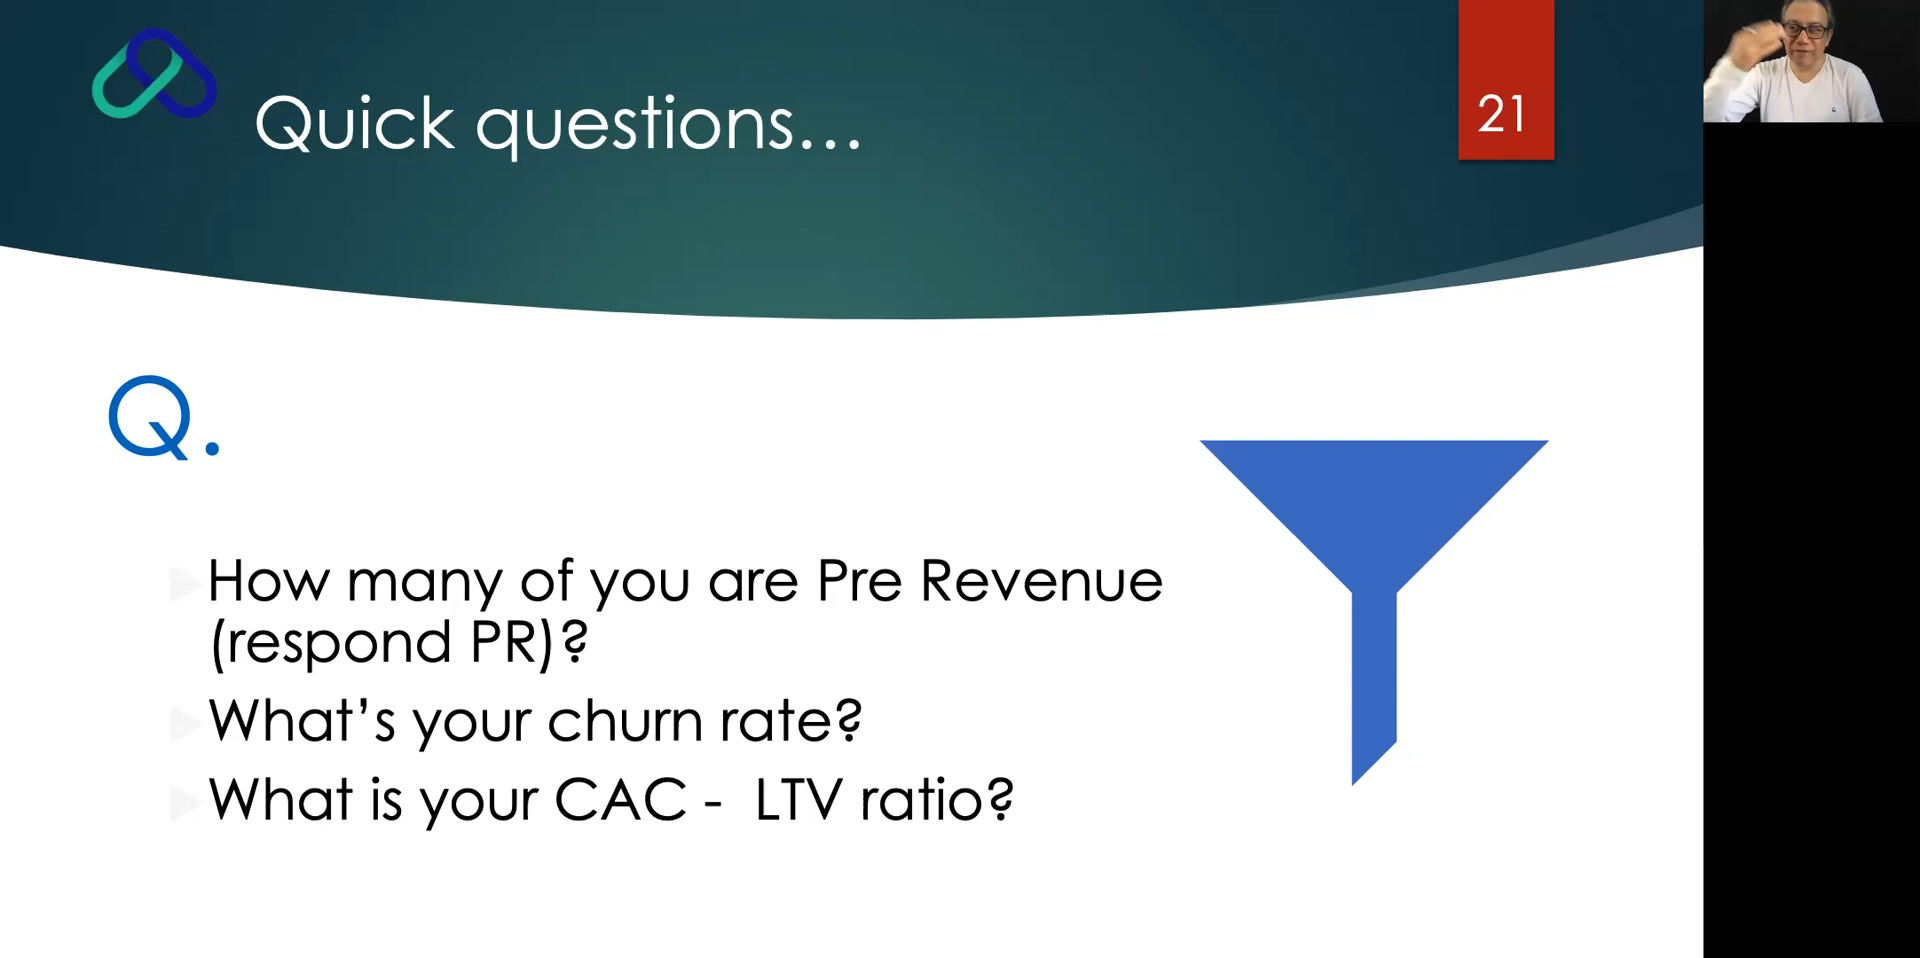 Quick questions...
21
Q.
How many of you are Pre Revenue
(respond PR)?
What’s your churn rate?
What is your CAC -  LTV ratio?